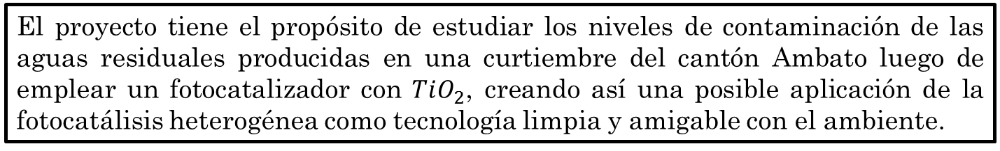 El proyecto tiene el propósito de estudiar los niveles de contaminación de las
aguas residuales producidas en una curtiembre del cantón Ambato luego de
emplear un fotocatalizador con TiO₂, creando así una posible aplicación de la
fotocatálisis heterogénea como tecnología limpia y amigable con el ambiente.